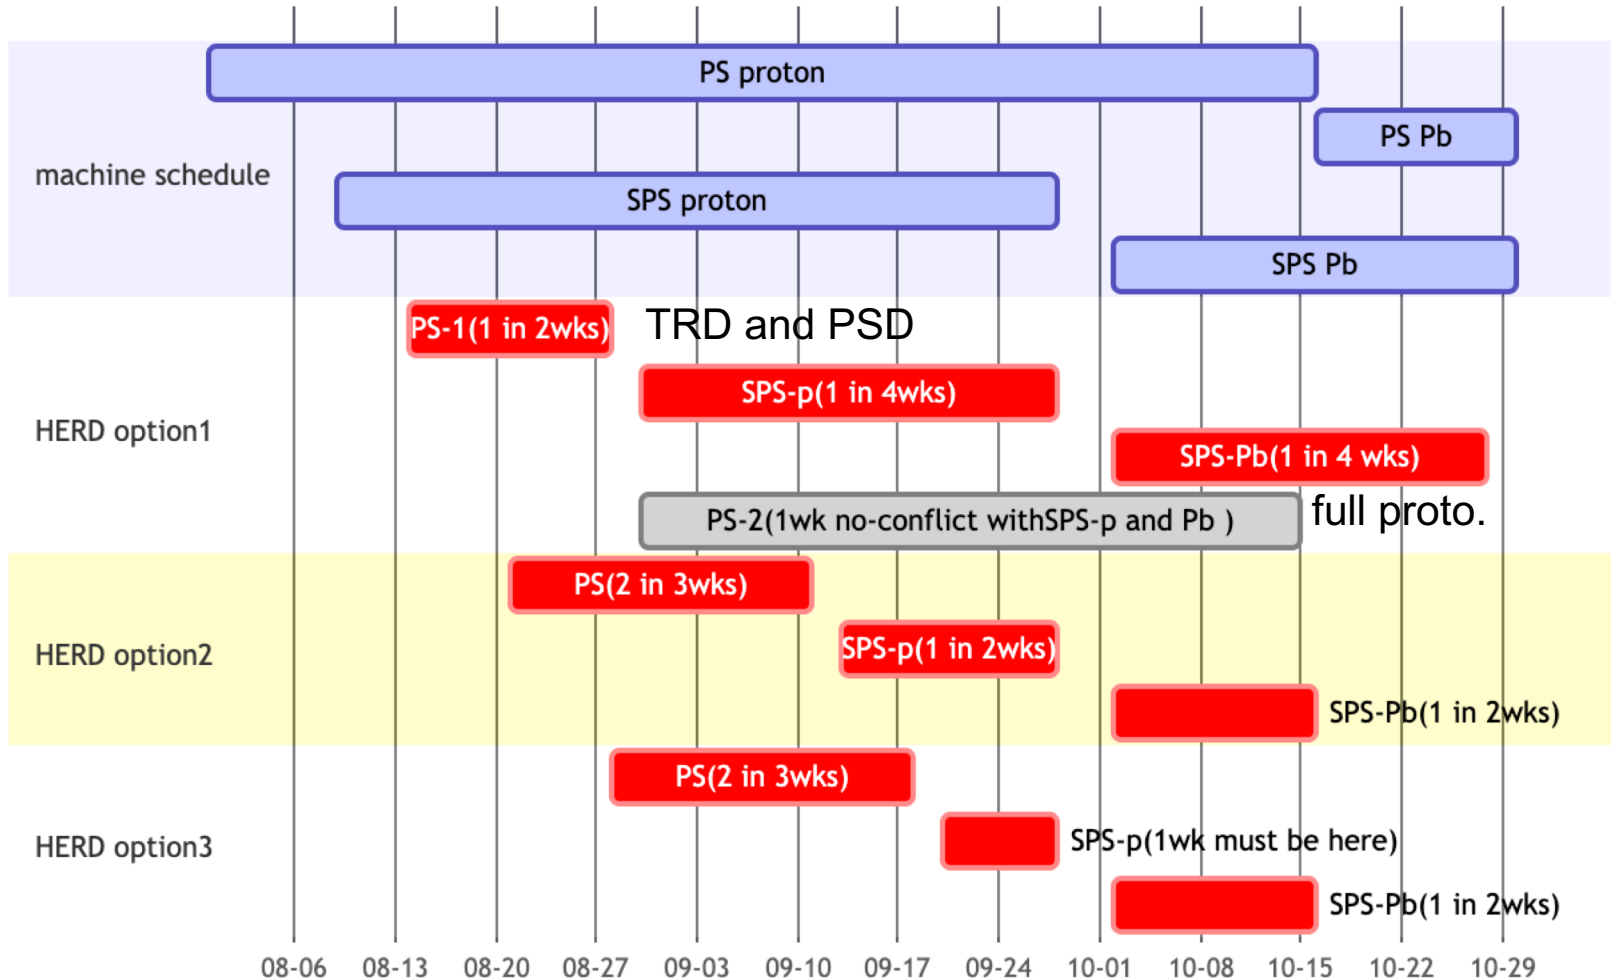 PS proton
PS Pb
machine schedule
SPS proton
SPS Pb
PS-1(1 in 2wks)
TRD and PSD
SPS-p(1 in 4wks)
HERD option1
SPS-Pb(1 in 4 wks)
PS-2(1wk no-conflict withSPS-p and Pb )
full proto.
PS(2 in 3wks)
HERD option2
SPS-p(1 in 2wks)
SPS-Pb(1 in 2wks)
PS(2 in 3wks)
HERD option3
SPS-p(1wk must be here)
SPS-Pb(1 in 2wks)
08-06 08-13 08-20 08-27 09-03 09-10 09-17 09-24 10-01 10-08 10-15 10-22 10-29